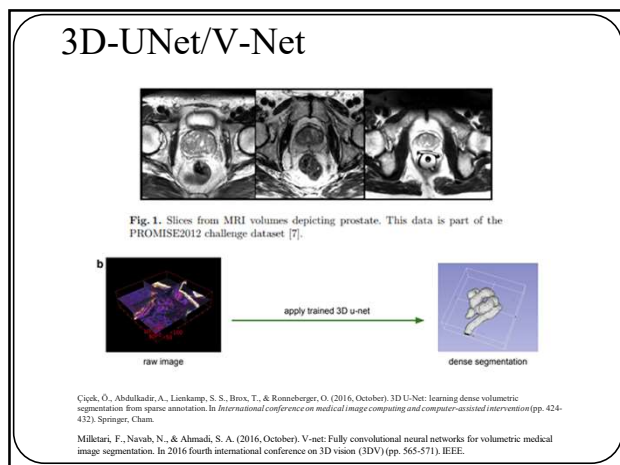 3D-UNet/V-Net
Fig. 1. Slices from MRI volumes depicting prostate. This data is part of the
PROMISE2012 challenge dataset [7].
b
apply trained 3D u-net
raw image
dense segmentation
Çiçek, Ö., Abdulkadir, A., Lienkamp, S. S., Brox, T., & Ronneberger, O. (2016, October). 3D U-Net: learning dense volumetric
segmentation from sparse annotation. In International conference on medical image computing and computer-assisted intervention (pp. 424-
432). Springer, Cham.
Milletari, F., Navab, N., & Ahmadi, S. A. (2016, October). V-net: Fully convolutional neural networks for volumetric medical
image segmentation. In 2016 fourth international conference on 3D vision (3DV) (pp. 565-571). IEEE.